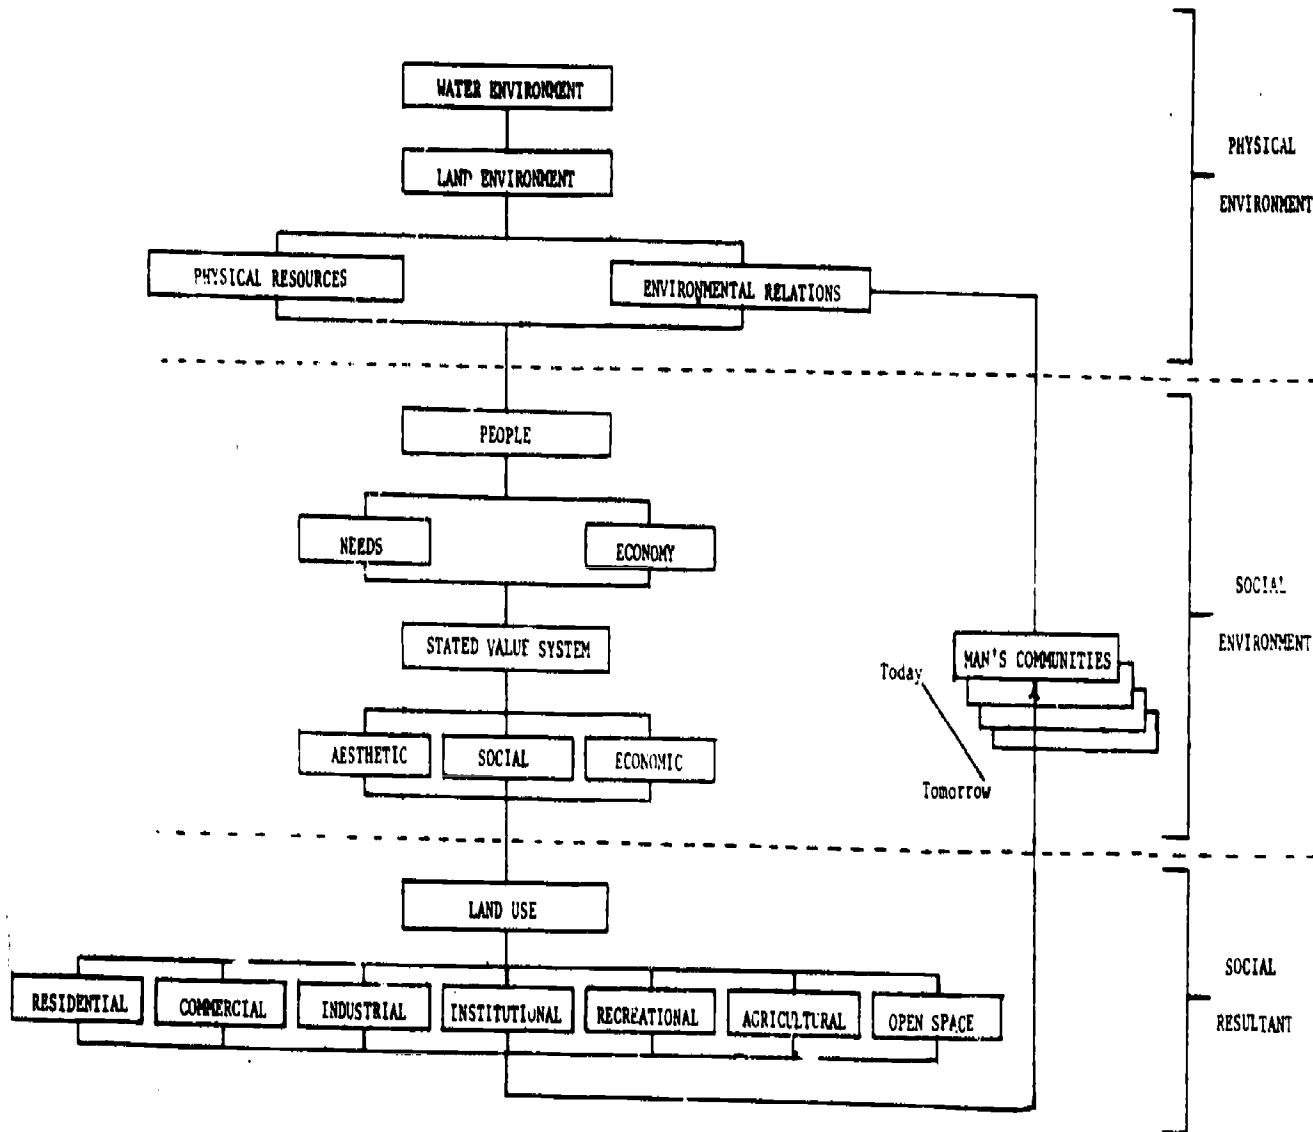 WATER ENVIRONMENT
LAND ENVIRONMENT
PHYSICAL RESOURCES
ENVIRONMENTAL RELATIONS
PHYSICAL
ENVIRONMENT
PEOPLE
NEEDS
ECONOMY
STATED VALUE SYSTEM
AESTHETIC
SOCIAL
ECONOMIC
MAN'S COMMUNITIES
Today
Tomorrow
SOCIAL
ENVIRONMENT
LAND USE
RESIDENTIAL
COMMERCIAL
INDUSTRIAL
INSTITUTIONAL
RECREATIONAL
AGRICULTURAL
OPEN SPACE
SOCIAL
RESULTANT